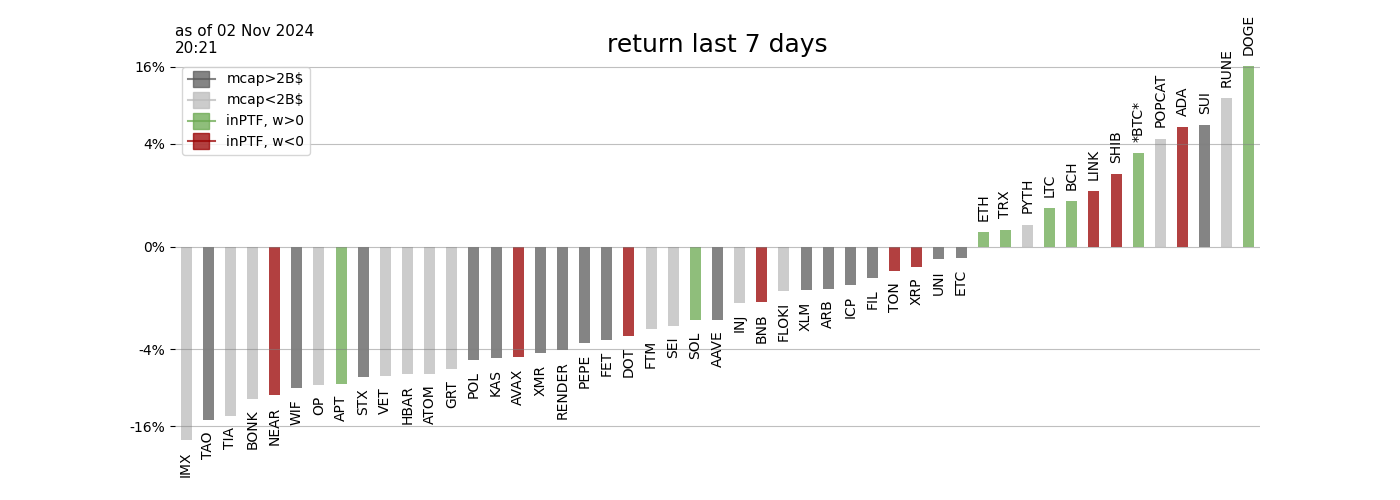 as of 02 Nov 2024
20:21
return last 7 days
16%
4%
0%
-4%
-16%
mcap>2B$
mcap<2B$
inPTF, w>0
inPTF, w<0
IMX
TAO
TIA
BONK
NEAR
WIF
OP
APT
STX
VET
HBAR
ATOM
GRT
POL
KAS
AVAX
XMR
RENDER
PEPE
FET
DOT
FTM
SEI
SOL
AAVE
INJ
BNB
FLOKI
XLM
ARB
ICP
FIL
TON
XRP
UNI
ETC
ETH
TRX
PYTH
LTC
BCH
LINK
SHIB
*BTC*
POPCAT
ADA
SUI
RUNE
DOGE